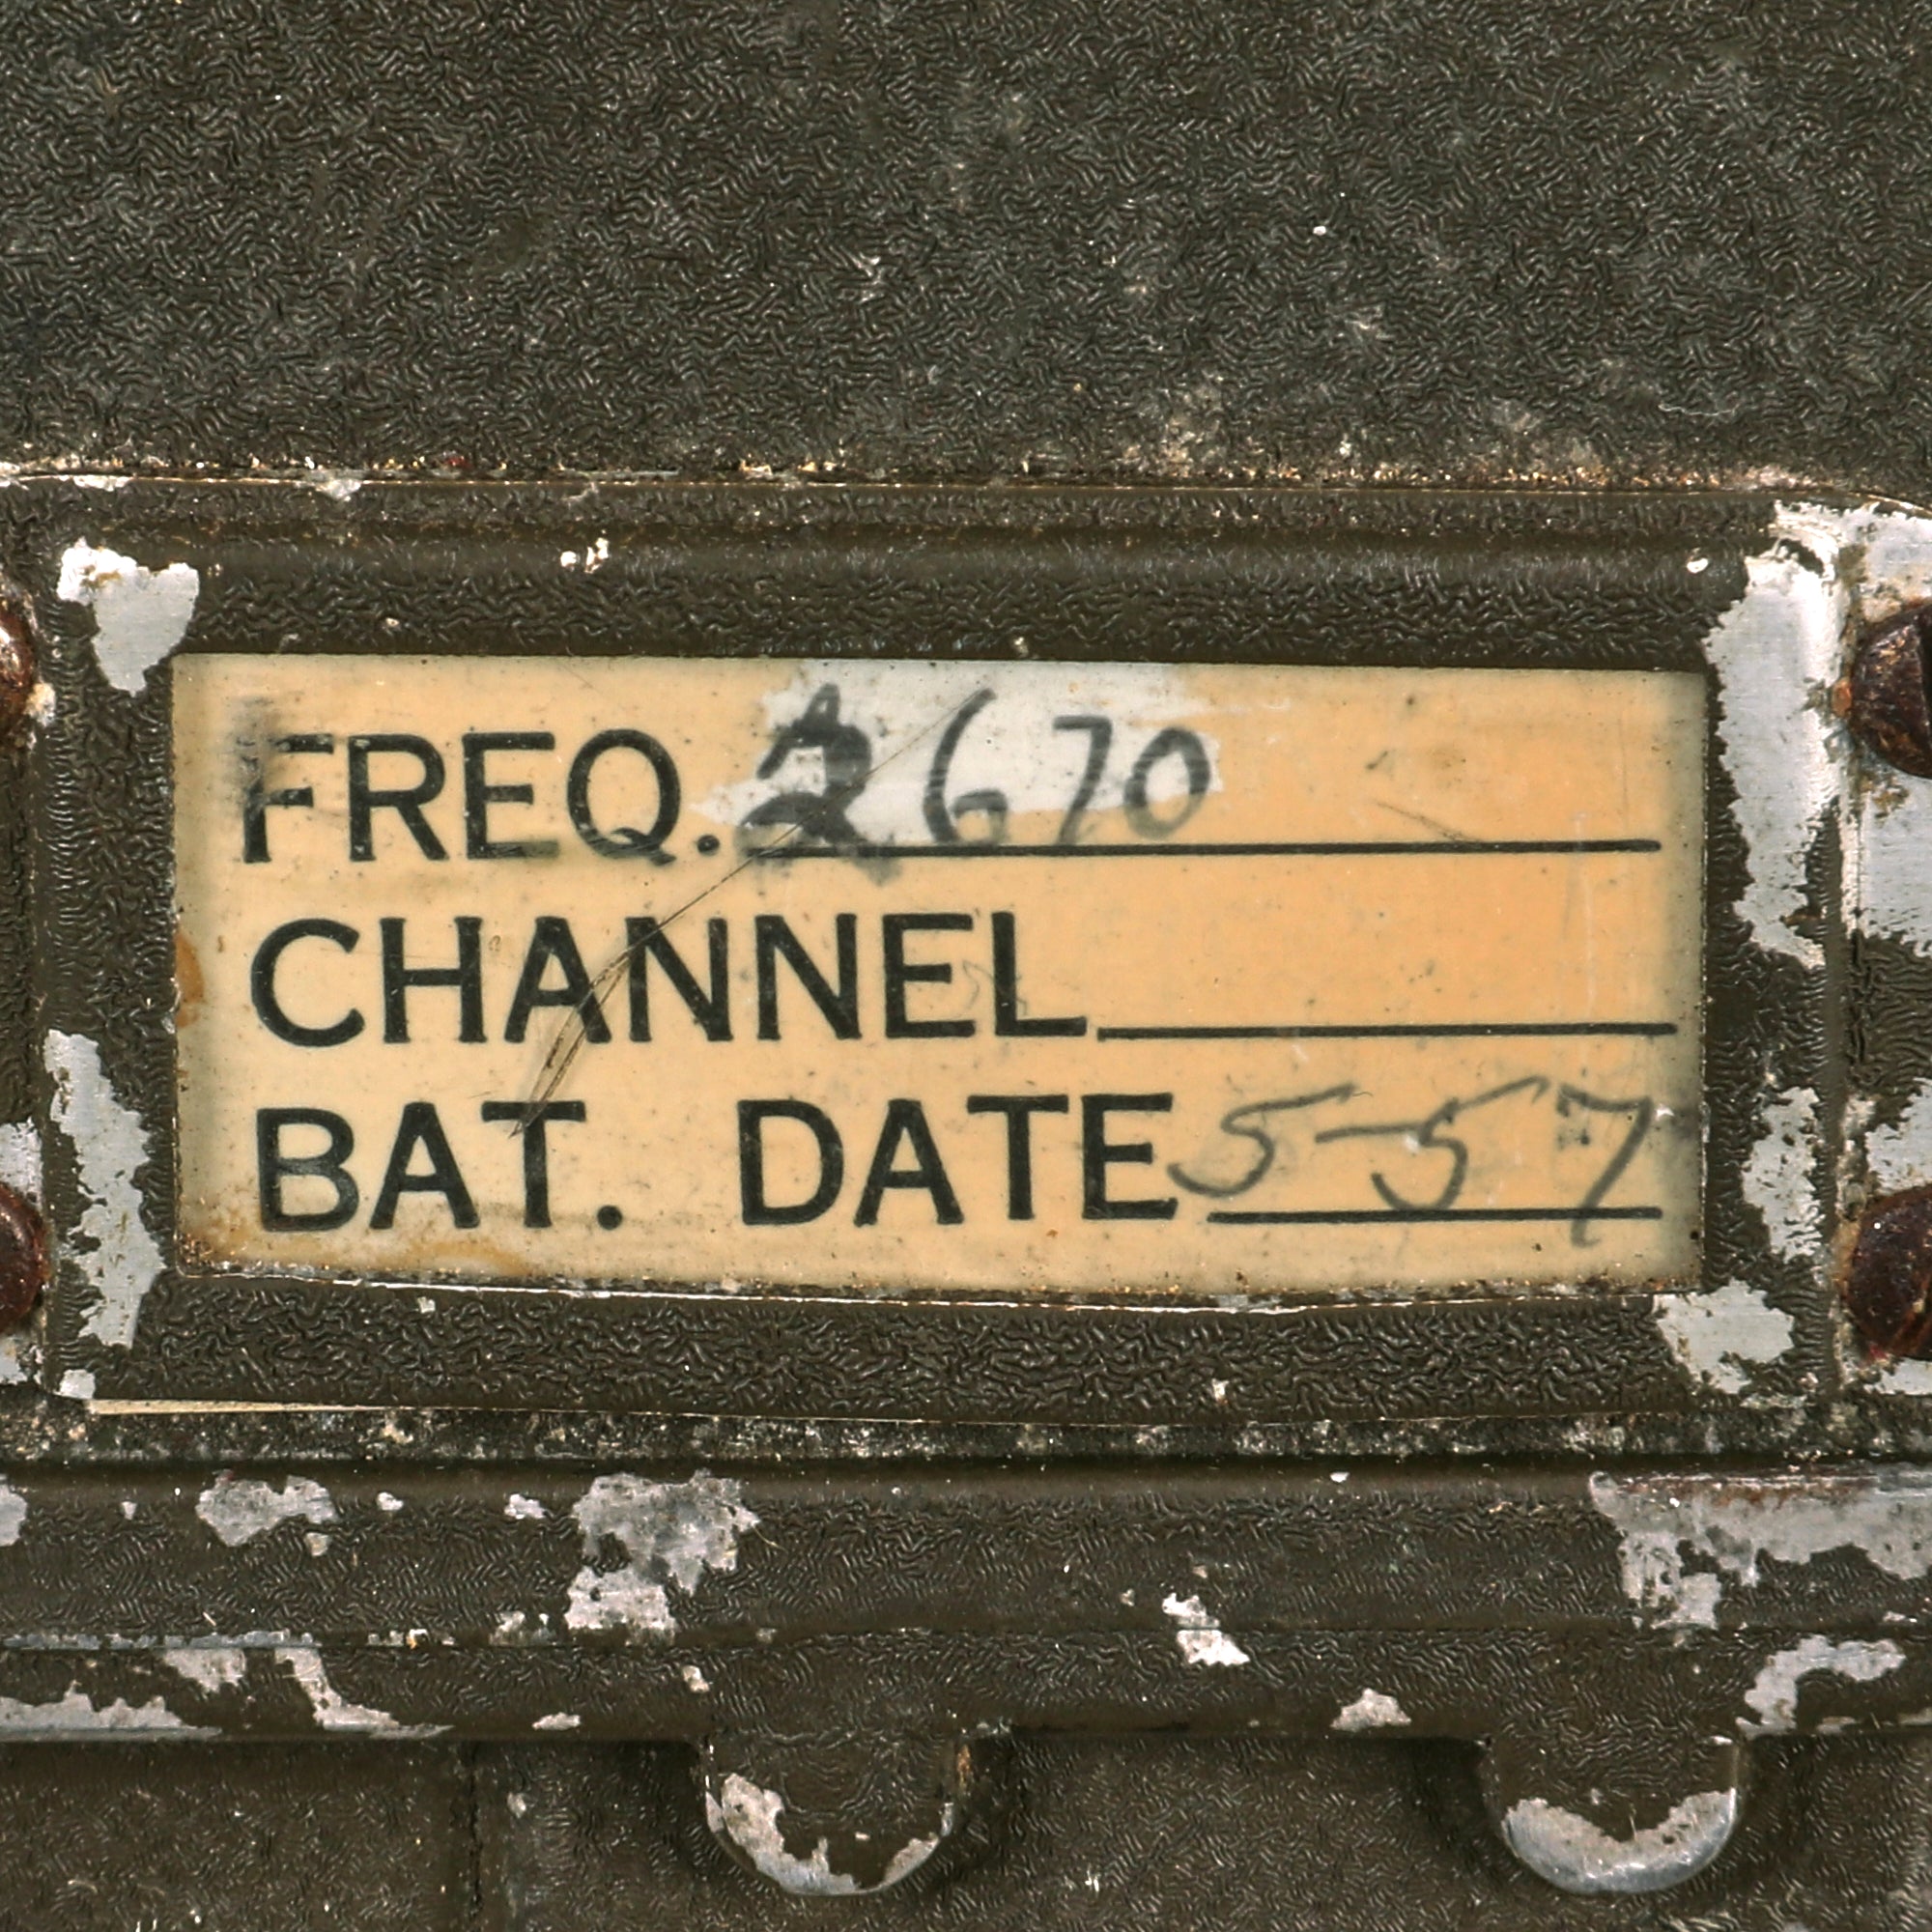 FREQ. 2670
CHANNEL
BAT. DATE 5-57